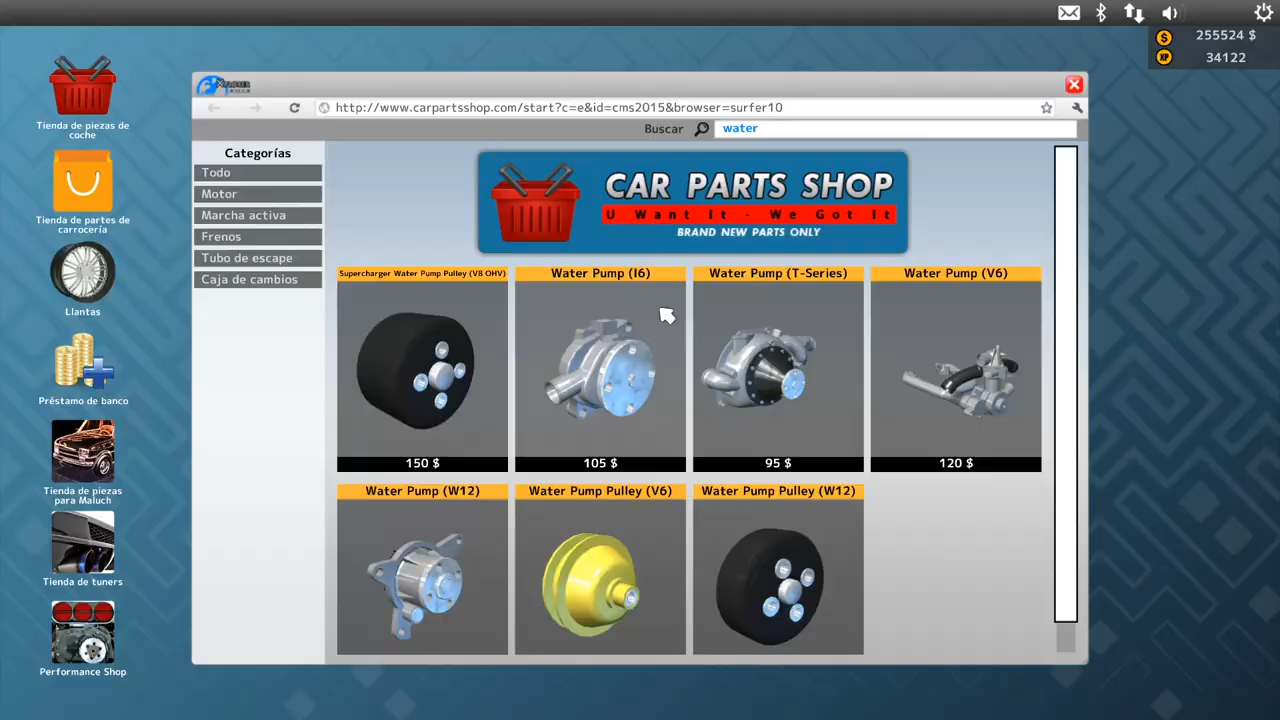 255524 $
34122
http://www.carpartsshop.com/start?c=e&id=cms2015&browser=surfer10
Buscar
water
Tienda de piezas de
coche
Tienda de partes de
carrocería
Llantas
Préstamo de banco
Tienda de piezas
para Maluch
Tienda de tuners
Performance Shop
Categorías
Todo
Motor
Marcha activa
Frenos
Tubo de escape
Caja de cambios
CAR PARTS SHOP
U Want It - We Got It
BRAND NEW PARTS ONLY
Supercharger Water Pump Pulley (V8 OHV)
Water Pump (I6)
Water Pump (T-Series)
Water Pump (V6)
150 $
105 $
95 $
120 $
Water Pump (W12)
Water Pump Pulley (V6)
Water Pump Pulley (W12)